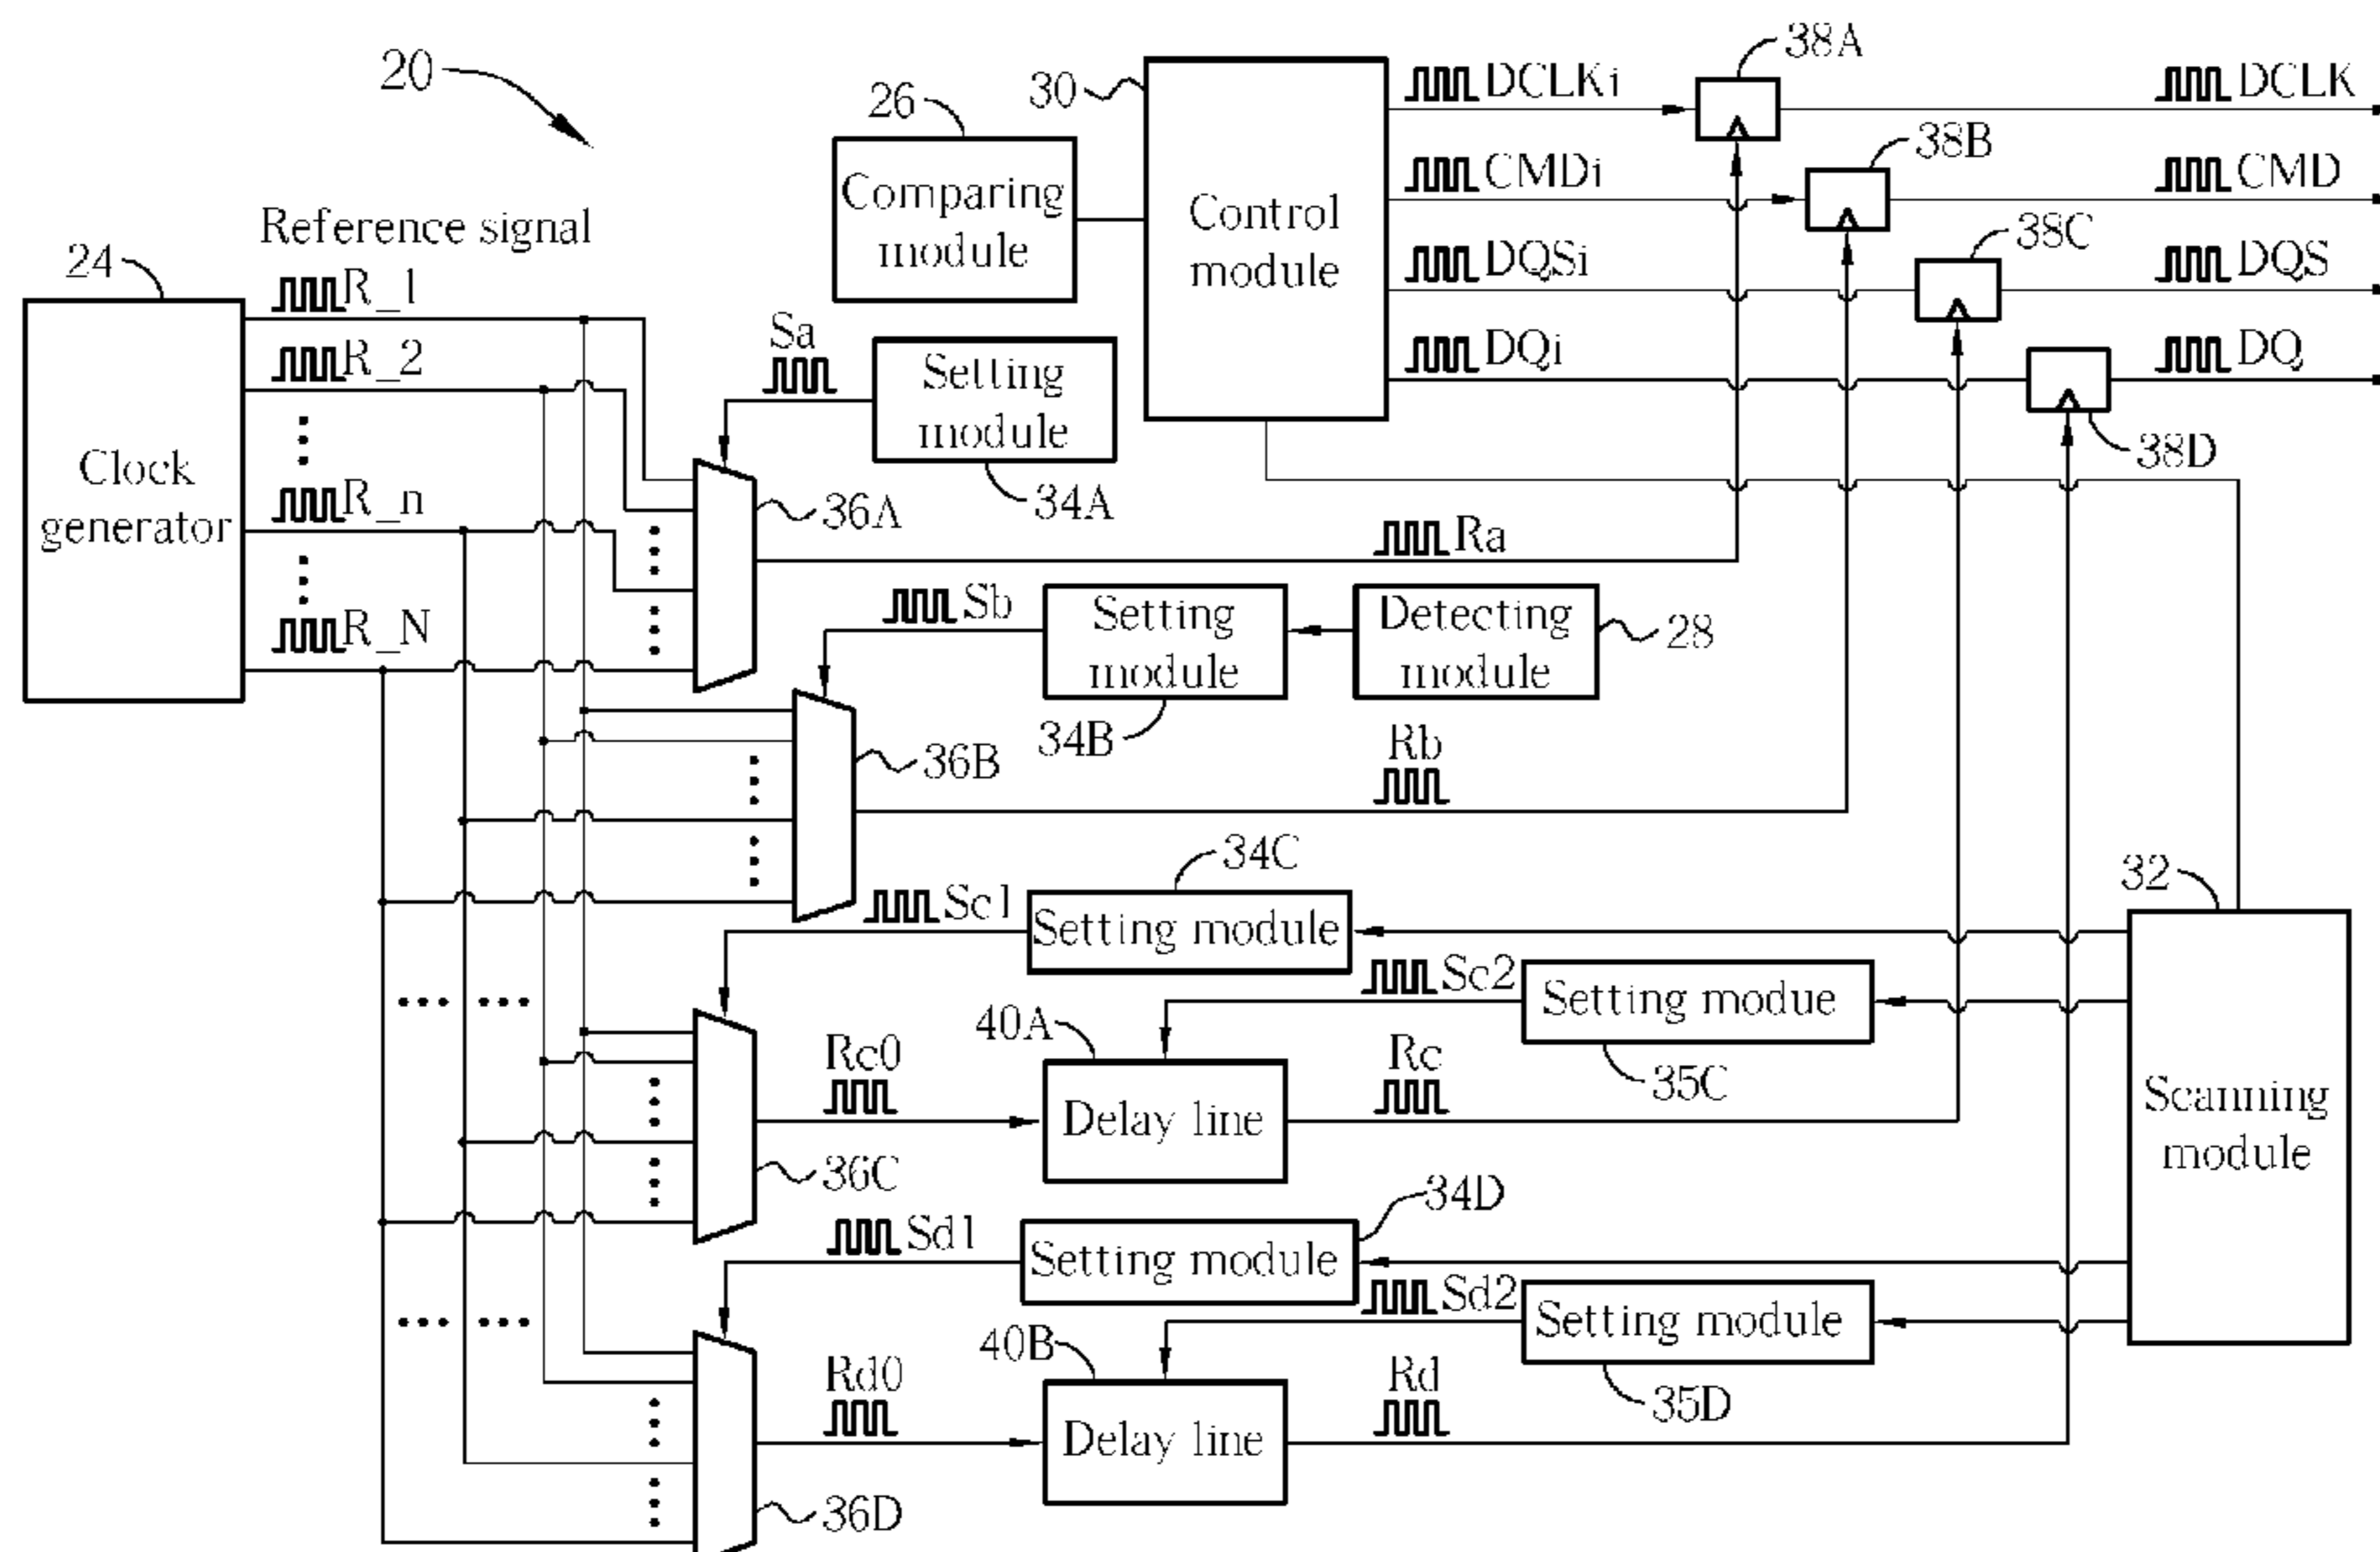 20
24
Reference signal
R_1
R_2
R_n
R_N
Clock
generator
26
Comparing
module
30
Control
module
DCLKi
CMDi
DQSi
DQi
38A
38B
38C
38D
DCLK
CMD
DQS
DQ
Sa
Setting
module
34A
36A
Ra
Sb
Setting
module
34B
Detecting
module
28
36B
Rb
34C
Sc1
Setting module
Sc2
Setting modue
35C
32
Scanning
module
40A
Rc0
Delay line
Rc
36C
34D
Sd1
Setting module
Sd2
Setting module
35D
40B
Rd0
Delay line
Rd
36D